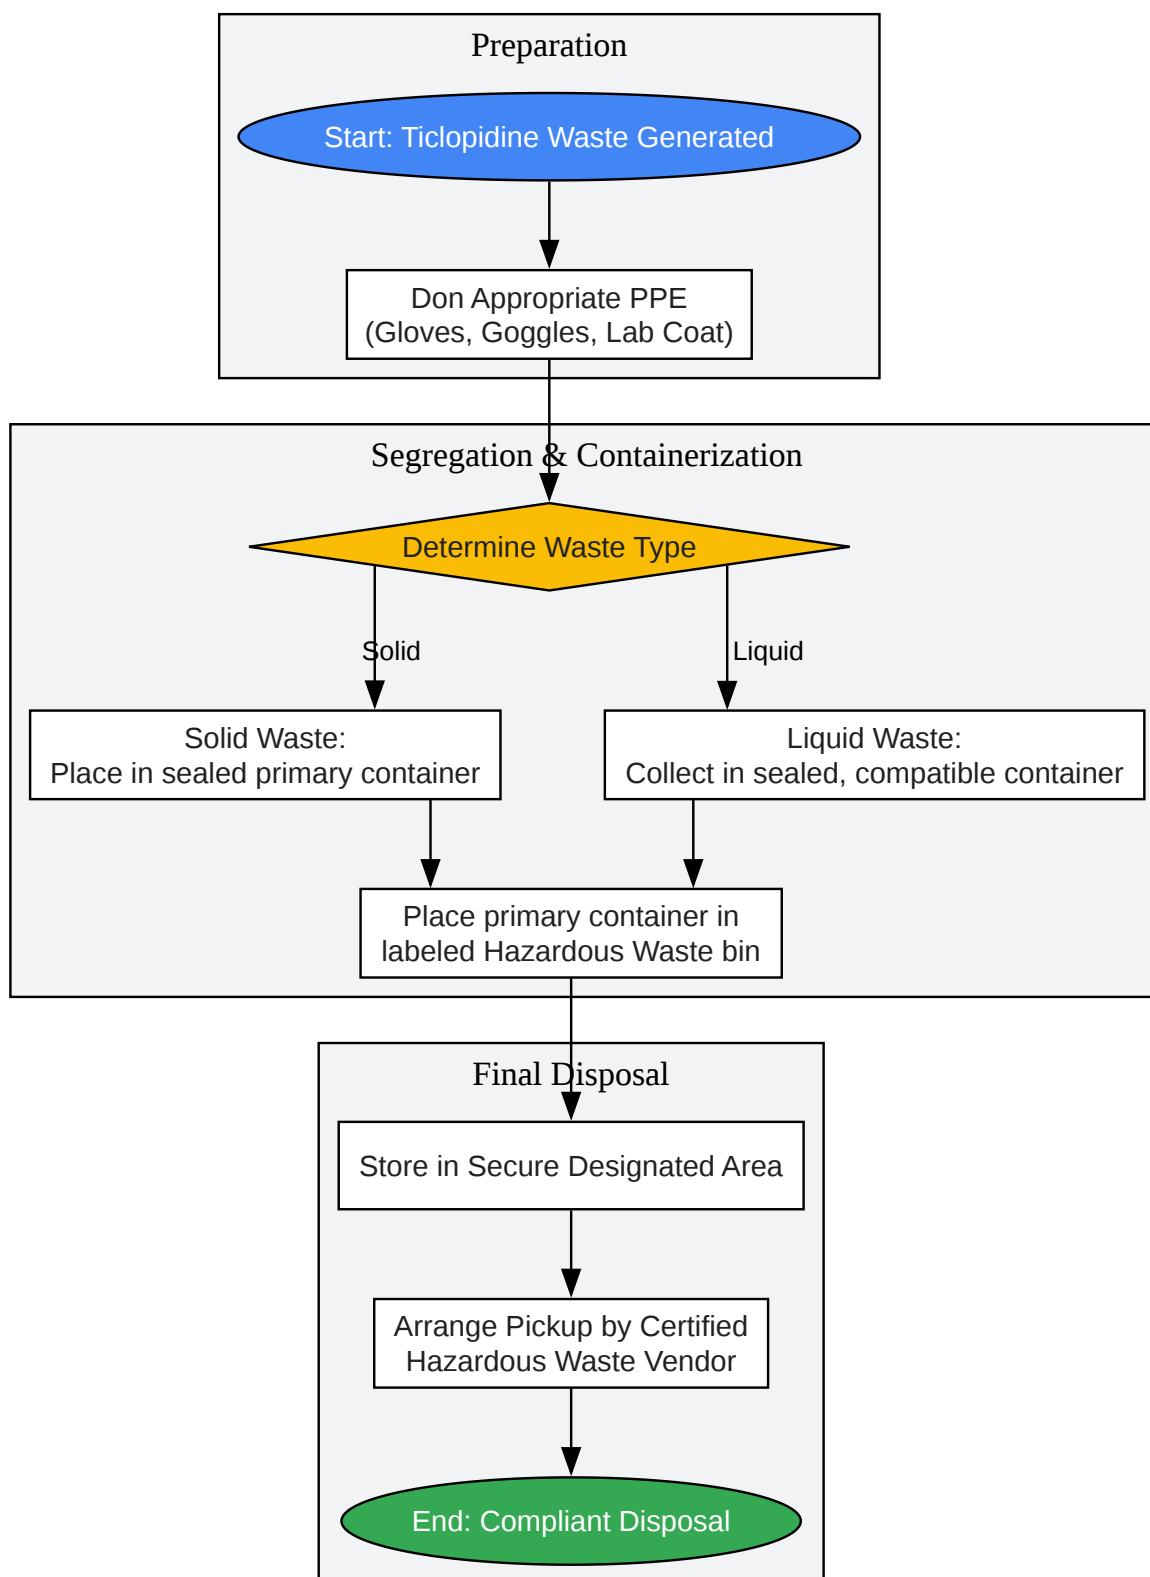 Preparation
Start: Ticlopidine Waste Generated
Don Appropriate PPE
(Gloves, Goggles, Lab Coat)
Segregation & Containerization
Determine Waste Type
Solid
Liquid
Solid Waste:
Place in sealed primary container
Liquid Waste:
Collect in sealed, compatible container
Place primary container in
labeled Hazardous Waste bin
Final Disposal
Store in Secure Designated Area
Arrange Pickup by Certified
Hazardous Waste Vendor
End: Compliant Disposal